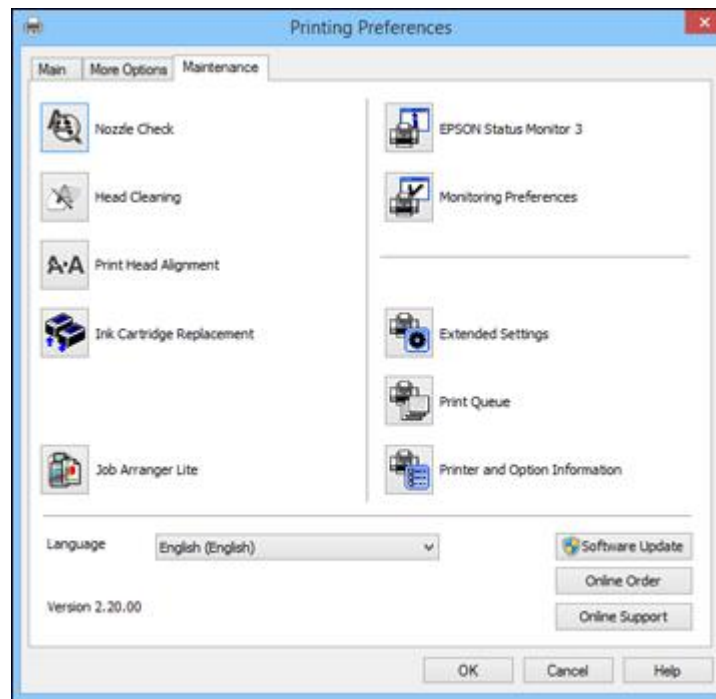 Printing Preferences
Main More Options Maintenance
Nozzle Check
EPSON Status Monitor 3
Head Cleaning
Monitoring Preferences
A·A Print Head Alignment
Ink Cartridge Replacement
Extended Settings
Print Queue
Job Arranger Lite
Printer and Option Information
Language English (English)
Software Update
Online Order
Version 2.20.00
Online Support
OK Cancel Help